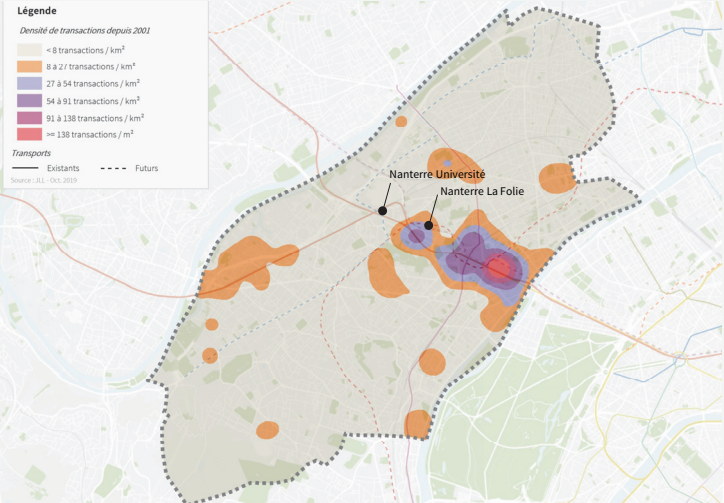 Légende
Densité de transactions depuis 2001
< 8 transactions / km²
8 à 27 transactions / km²
27 à 54 transactions / km²
54 à 91 transactions / km²
91 à 138 transactions / km²
>= 138 transactions / m²
Transports
Existants
Futurs
Source : JLL - Oct. 2019
Nanterre Université
Nanterre La Folie